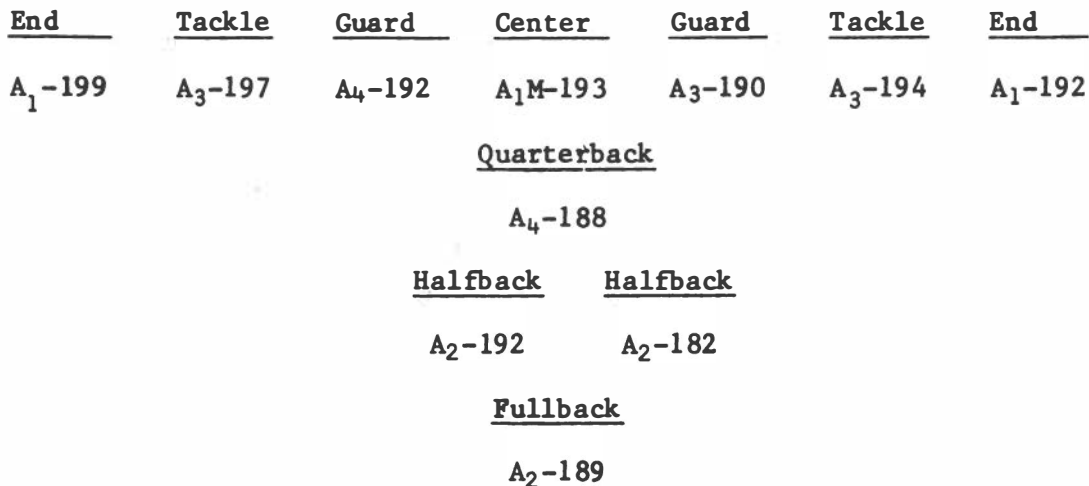 End Tackle Guard Center Guard Tackle End
A₁-199 A₃-197 A₄-192 A₁M-193 A₃-190 A₃-194 A₁-192
Quarterback
A₄-188
Halfback Halfback
A₂-192 A₂-182
Fullback
A₂-189